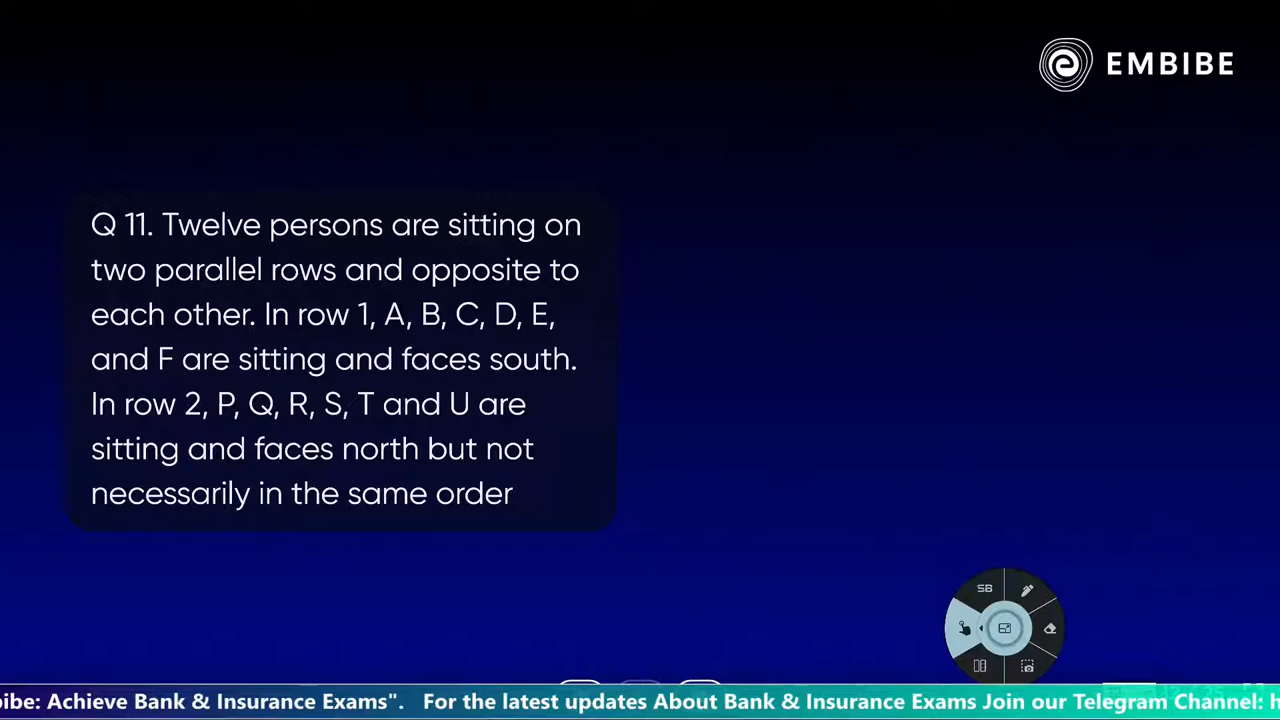 EMBIBE
Q 11. Twelve persons are sitting on
two parallel rows and opposite to
each other. In row 1, A, B, C, D, E,
and F are sitting and faces south.
In row 2, P, Q, R, S, T and U are
sitting and faces north but not
necessarily in the same order
SB
bibe: Achieve Bank & Insurance Exams". For the latest updates About Bank & Insurance Exams Join our Telegram Channel: h